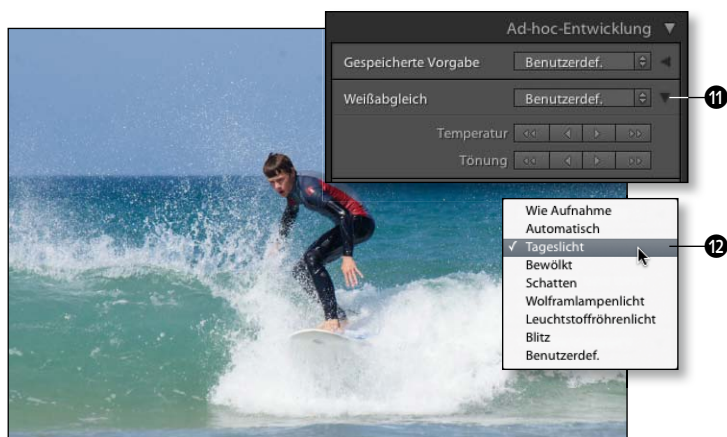 Ad-hoc-Entwicklung
Gespeicherte Vorgabe Benutzerdef.
Weißabgleich Benutzerdef.
11
Temperatur
Tönung
Wie Aufnahme
Automatisch
✓ Tageslicht
12
Bewölkt
Schatten
Wolframlampenlicht
Leuchtstoffröhrenlicht
Blitz
Benutzerdef.